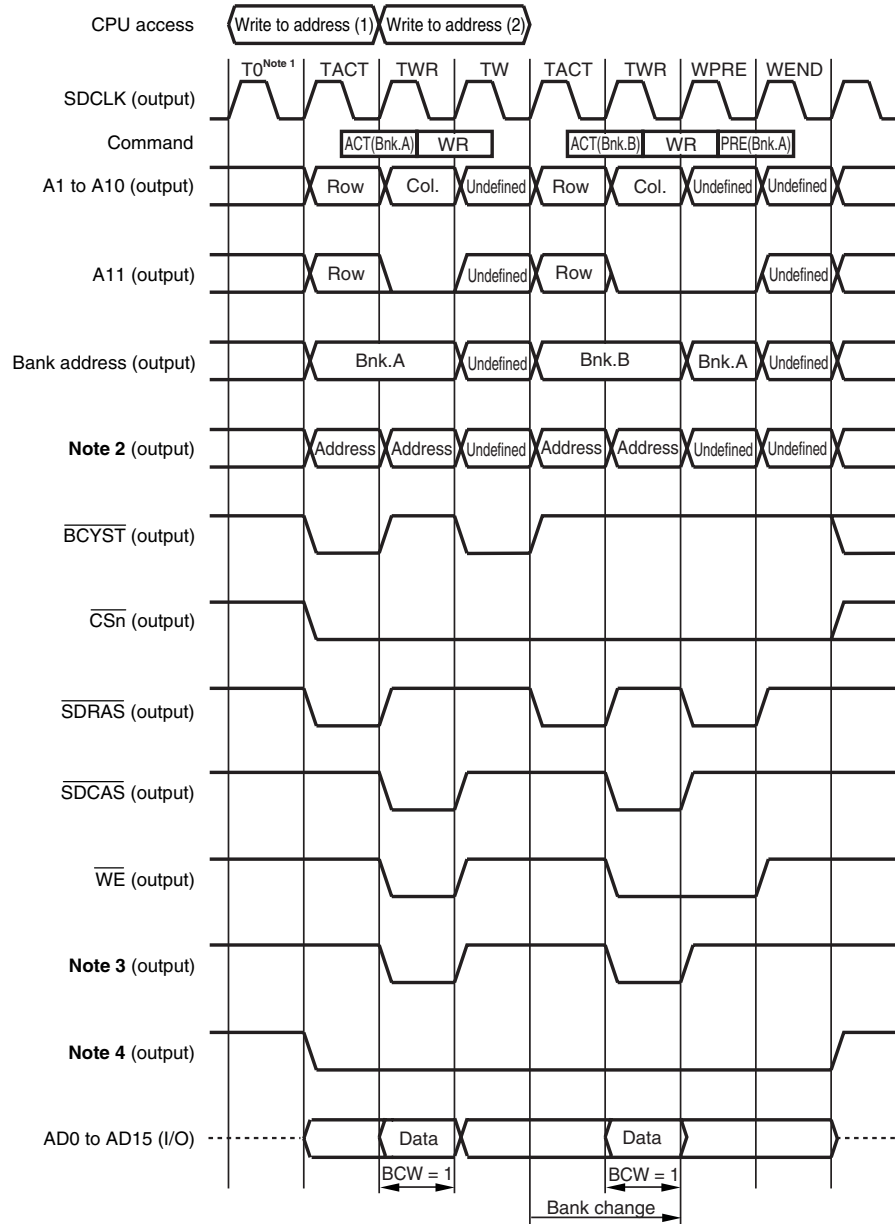 CPU access Write to address (1) Write to address (2)
T0 Note 1 TACT TWR TW TACT TWR WPRE WEND
SDCLK (output)
Command ACT(Bnk.A) WR ACT(Bnk.B) WR PRE(Bnk.A)
A1 to A10 (output) Row Col. Undefined Row Col. Undefined Undefined
A11 (output) Row Undefined Row Undefined
Bank address (output) Bnk.A Undefined Bnk.B Bnk.A Undefined
Note 2 (output) Address Address Undefined Address Address Undefined Undefined
BCYST (output)
CSn (output)
SDRAS (output)
SDCAS (output)
WE (output)
Note 3 (output)
Note 4 (output)
AD0 to AD15 (I/O) Data Data
BCW = 1 BCW = 1
Bank change